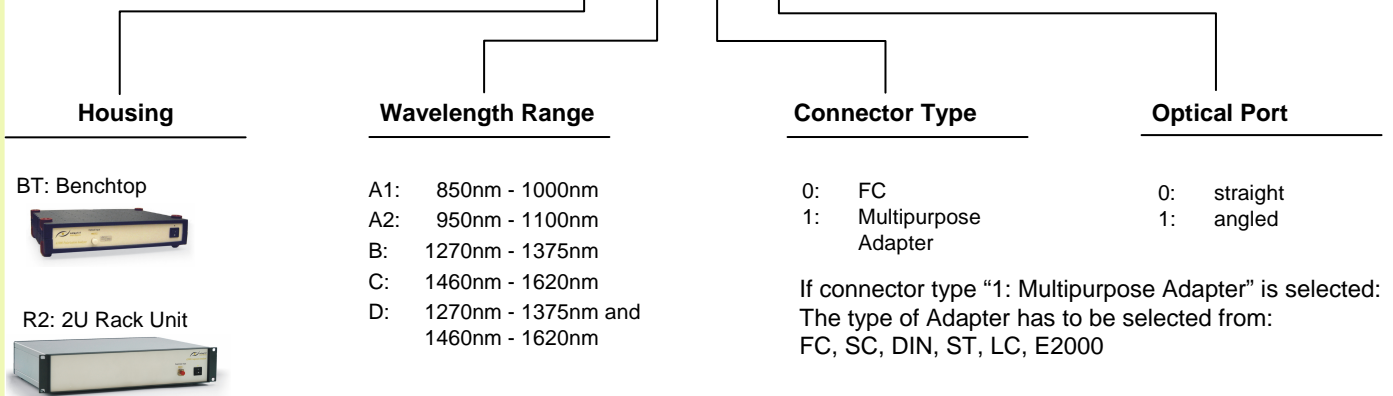 Housing
BT: Benchtop
R2: 2U Rack Unit
Wavelength Range
A1: 850nm - 1000nm
A2: 950nm - 1100nm
B: 1270nm - 1375nm
C: 1460nm - 1620nm
D: 1270nm - 1375nm and
1460nm - 1620nm
Connector Type
0: FC
1: Multipurpose
Adapter
Optical Port
0: straight
1: angled
If connector type “1: Multipurpose Adapter” is selected:
The type of Adapter has to be selected from:
FC, SC, DIN, ST, LC, E2000